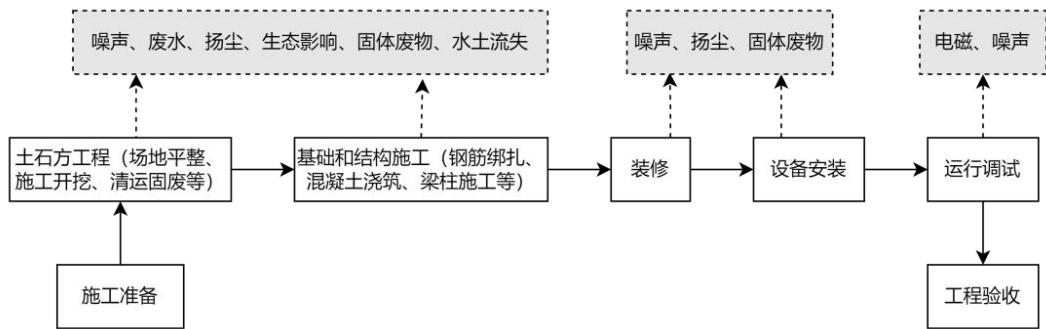 噪声、废水、扬尘、生态影响、固体废物、水土流失
噪声、扬尘、固体废物
电磁、噪声
土石方工程（场地平整、
施工开挖、清运固废等）
基础和结构施工（钢筋绑扎、
混凝土浇筑、梁柱施工等）
装修
设备安装
运行调试
施工准备
工程验收